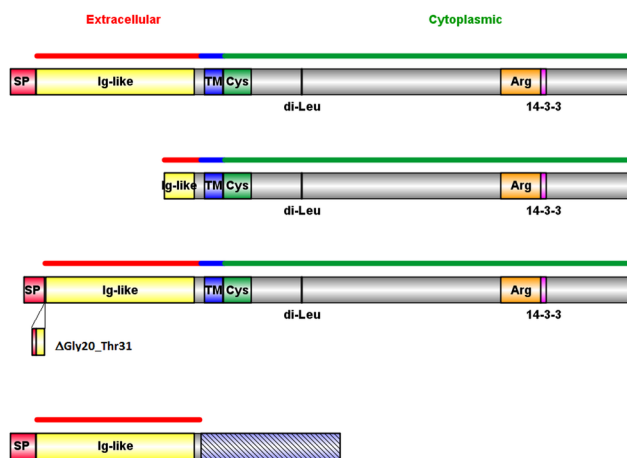 Extracellular Cytoplasmic
SP Ig-like TM Cys Arg
di-Leu 14-3-3
Ig-like TM Cys Arg
di-Leu 14-3-3
SP Ig-like TM Cys Arg
di-Leu 14-3-3
ΔGly20_Thr31
SP Ig-like